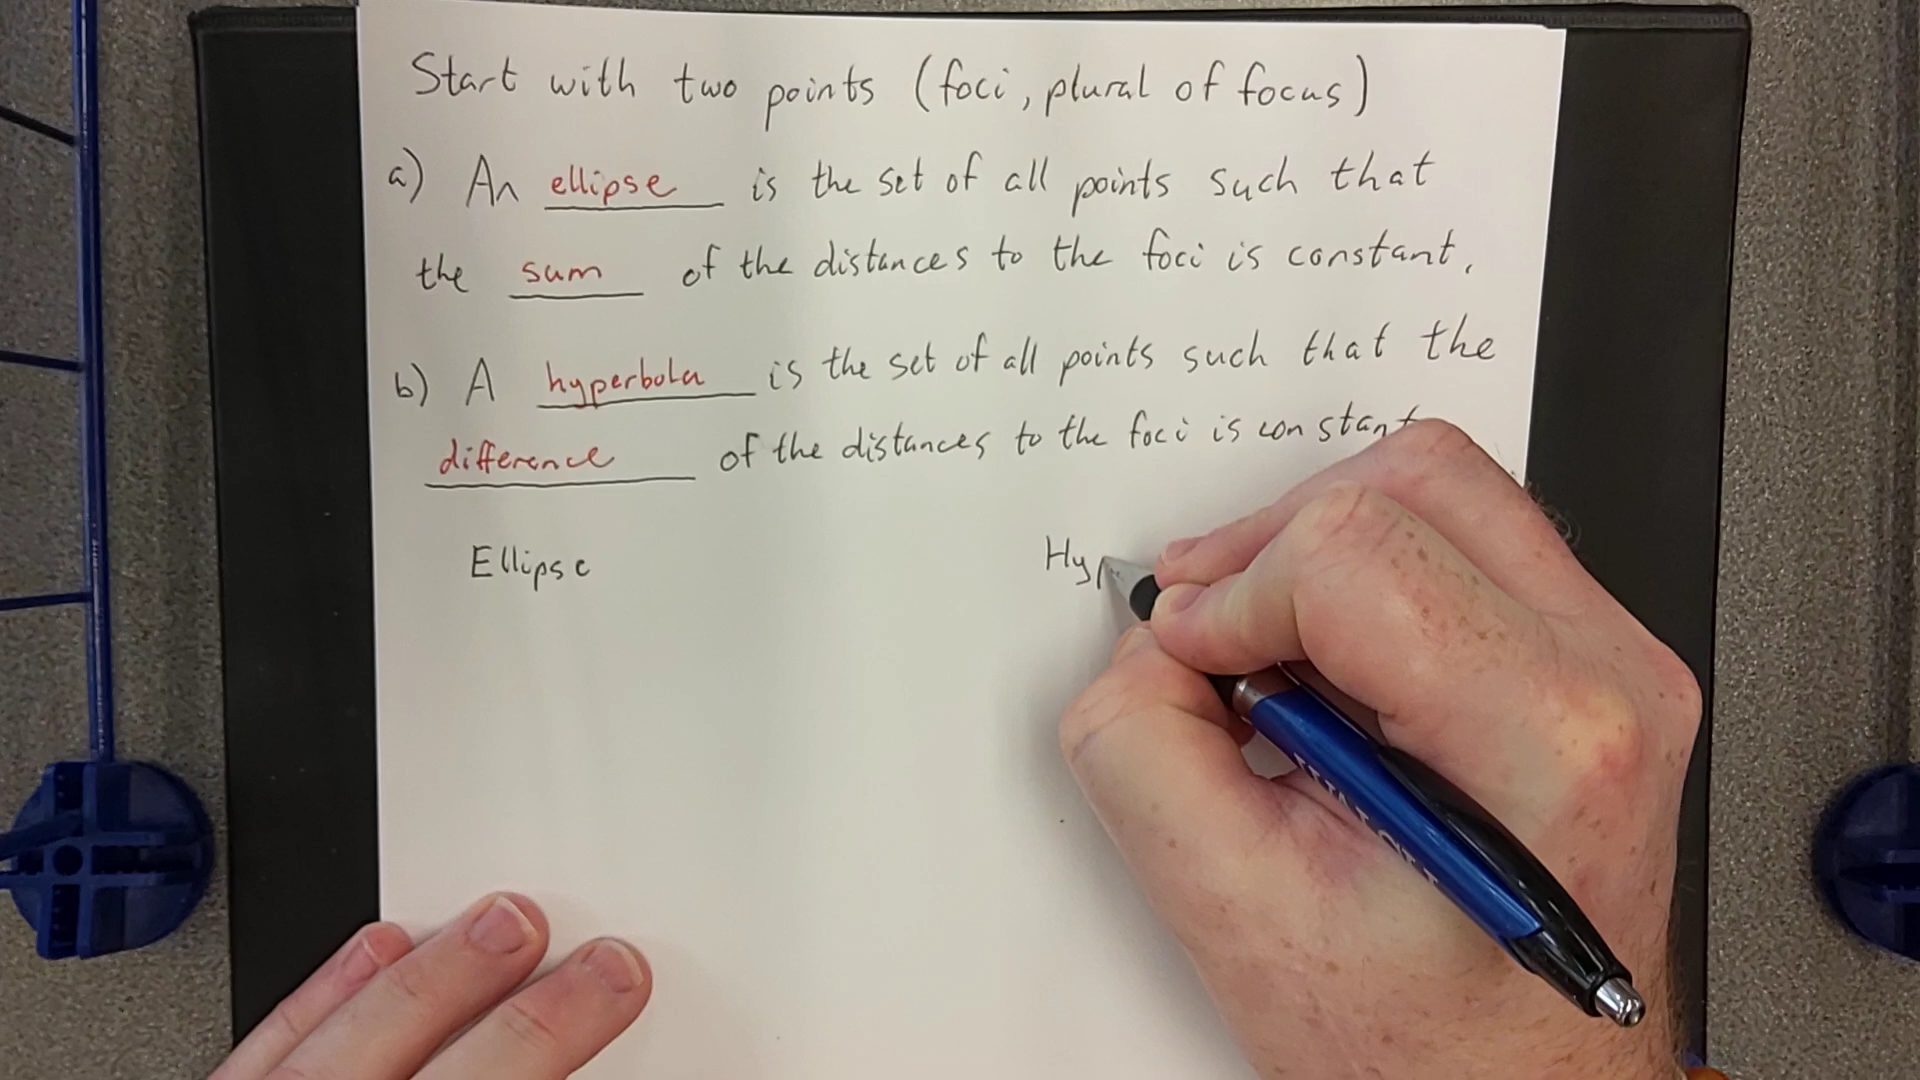 Start with two points (foci, plural of focus)
a) An ellipse is the set of all points such that
the sum of the distances to the foci is constant.
b) A hyperbola is the set of all points such that the
difference of the distances to the foci is constant
Ellipse Hyp